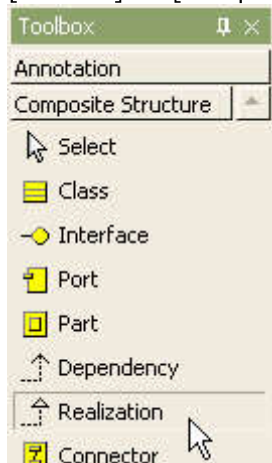 Toolbox
Annotation
Composite Structure
Select
Class
Interface
Port
Part
Dependency
Realization
Connector